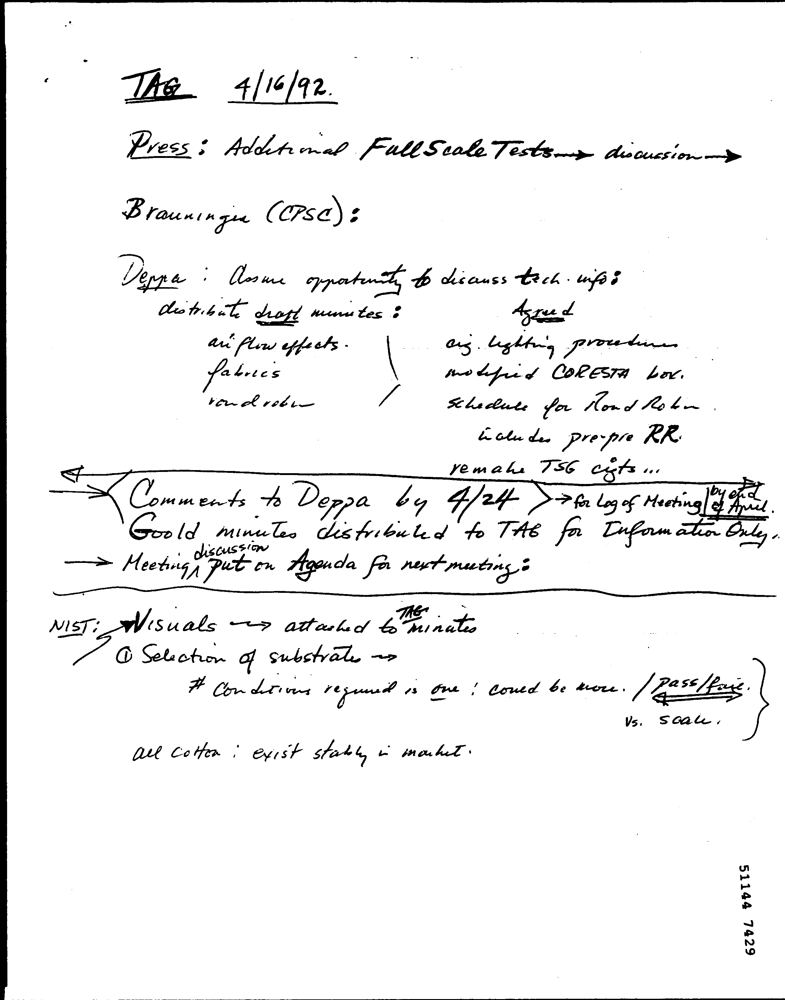 TAG 4/16/92.
Press: Additional Full Scale Tests → discussion →
Brauninger (CPSC):
Deppa: Assure opportunity to discuss tech. info:
distribute draft minutes: Agreed
air flow effects. cig. lighting procedures
fabrics modified CORESTA box.
round robin schedule for Round Robin
includes pre-pre RR.
remake TSG cigts...
→ Comments to Deppa by 4/24 → for Log of Meeting / by end of April.
Goold minutes distributed to TAG for Information Only.
→ Meeting discussion put on Agenda for next meeting:
NIST: Visuals → attached to TAG minutes
① Selection of substrates →
# Conditions required is one; could be more. / pass/fail.
vs. scale.
all cotton: exist stably in market.
51144 7429